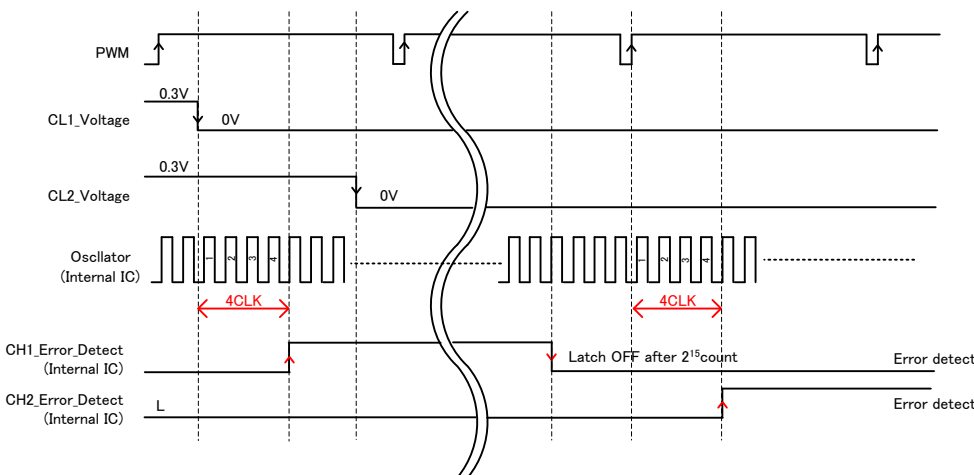 PWM
0.3V
CL1_Voltage
0V
0.3V
CL2_Voltage
0V
Oscllator
(Internal IC)
1 2 3 4
1 2 3 4
4CLK
4CLK
CH1_Error_Detect
(Internal IC)
Latch OFF after 2¹⁵count
Error detect
CH2_Error_Detect
(Internal IC)
L
Error detect